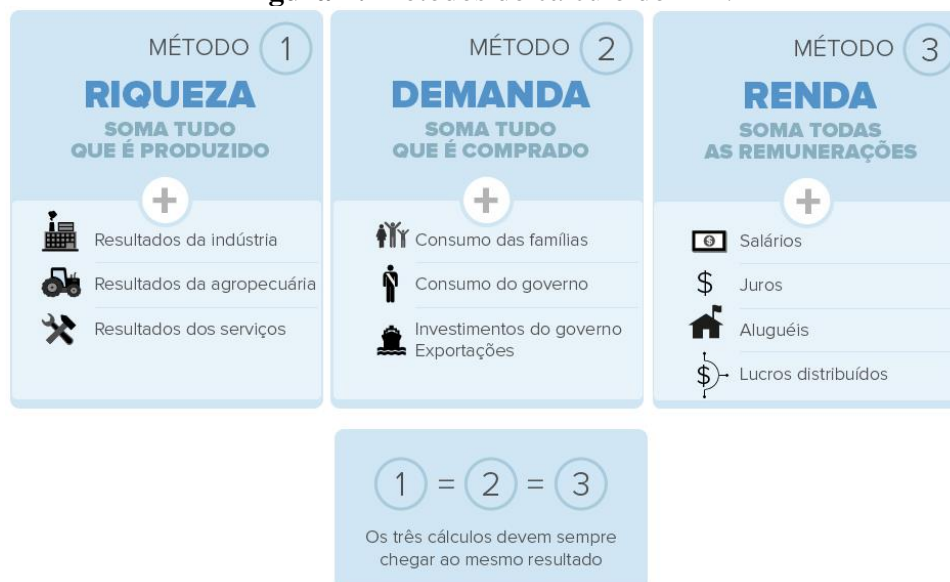 MÉTODO 1
RIQUEZA
SOMA TUDO
QUE É PRODUZIDO
+
Resultados da indústria
Resultados da agropecuária
Resultados dos serviços
MÉTODO 2
DEMANDA
SOMA TUDO
QUE É COMPRADO
+
Consumo das famílias
Consumo do governo
Investimentos do governo
Exportações
MÉTODO 3
RENDA
SOMA TODAS
AS REMUNERAÇÕES
+
Salários
$ Juros
Aluguéis
$ Lucros distribuídos
1 = 2 = 3
Os três cálculos devem sempre
chegar ao mesmo resultado